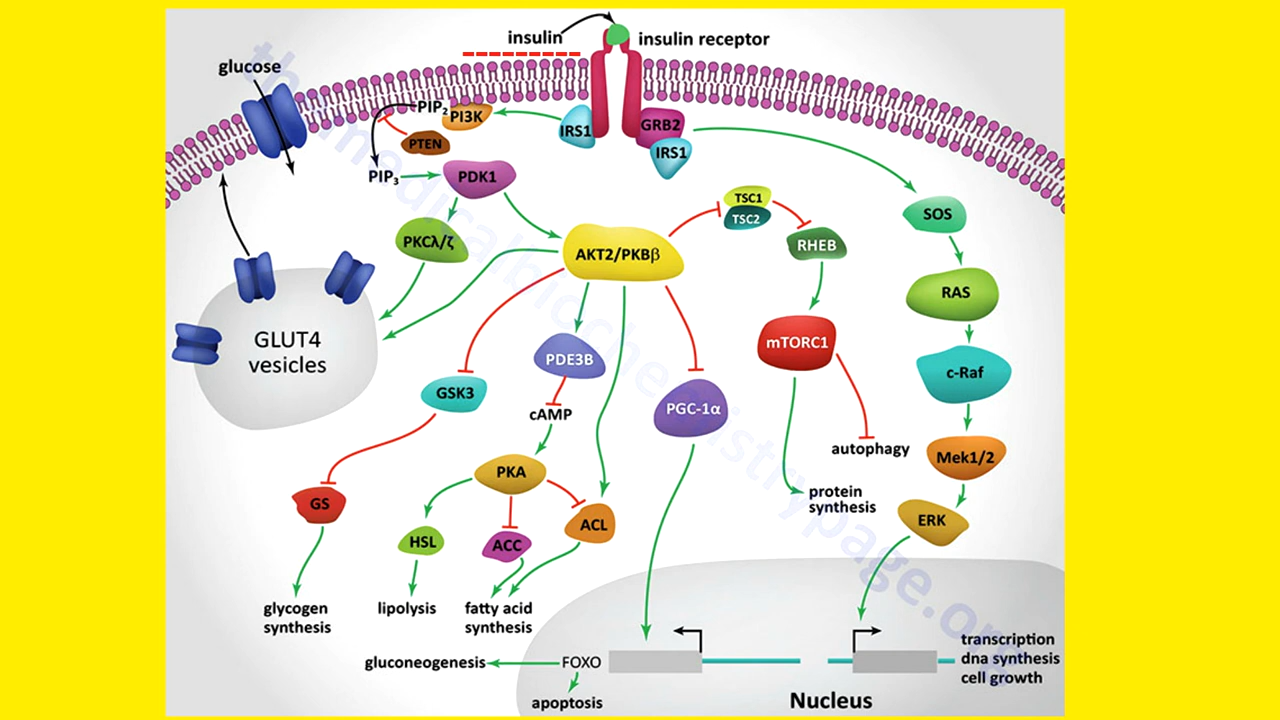 insulin
insulin receptor
glucose
PIP2
PI3K
IRS1
GRB2
IRS1
PTEN
PIP3
PDK1
TSC1
TSC2
SOS
PKCλ/ζ
AKT2/PKBβ
RHEB
RAS
GLUT4
vesicles
mTORC1
PDE3B
c-Raf
GSK3
cAMP
PGC-1α
autophagy
Mek1/2
PKA
protein
synthesis
GS
ACL
ERK
HSL
ACC
glycogen
synthesis
lipolysis
fatty acid
synthesis
gluconeogenesis
FOXO
apoptosis
transcription
dna synthesis
cell growth
Nucleus
themedicalbiochemistrypage.org